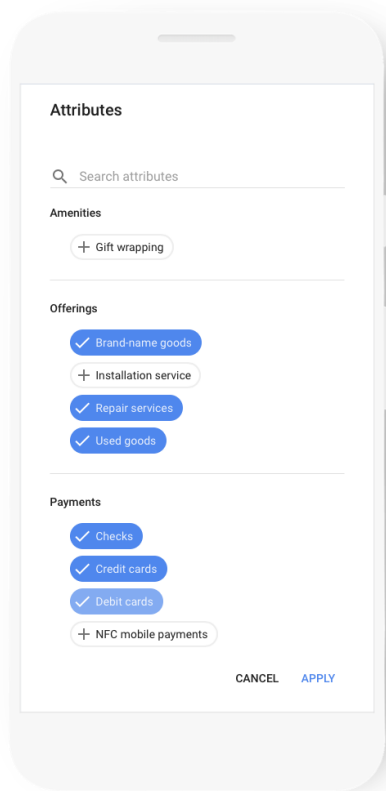 Attributes
Search attributes
Amenities
Gift wrapping
Offerings
Brand-name goods
Installation service
Repair services
Used goods
Payments
Checks
Credit cards
Debit cards
NFC mobile payments
CANCEL APPLY